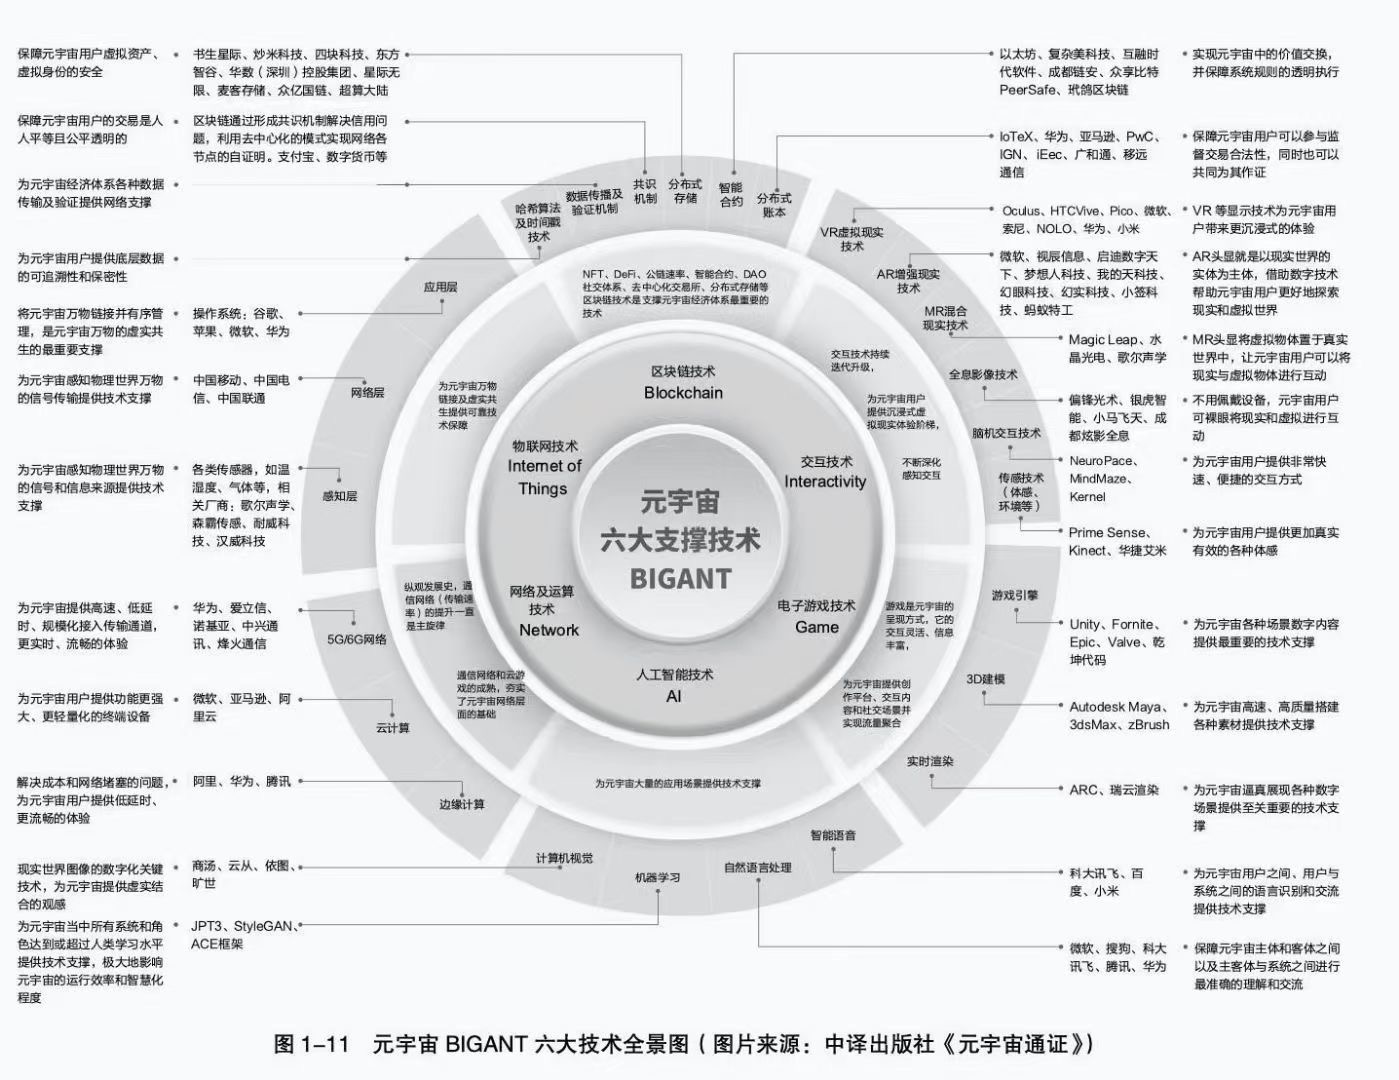 保障元宇宙用户虚拟资产、
虚拟身份的安全
书生星际、炒米科技、四块科技、东方
智谷、华数（深圳）控股集团、星际无
限、麦客存储、众亿国链、超算大陆
保障元宇宙用户的交易是人
人平等且公平透明的
区块链通过形成共识机制解决信用问
题，利用去中心化的模式实现网络各
节点的自证明。支付宝、数字货币等
为元宇宙经济体系各种数据
传输及验证提供网络支撑
为元宇宙用户提供底层数据
的可追溯性和保密性
将元宇宙万物链接并有序管
理，是元宇宙万物的虚实共
生的最重要支撑
操作系统：谷歌、
苹果、微软、华为
为元宇宙感知物理世界万物
的信号传输提供技术支撑
中国移动、中国电
信、中国联通
为元宇宙感知物理世界万物
的信号和信息来源提供技术
支撑
各类传感器，如温
湿度、气体等，相
关厂商：歌尔声学、
森霸传感、耐威科
技、汉威科技
为元宇宙提供高速、低延
时、规模化接入传输通道，
更实时、流畅的体验
华为、爱立信、
诺基亚、中兴通
讯、烽火通信
为元宇宙用户提供功能更强
大、更轻量化的终端设备
微软、亚马逊、阿
里云
解决成本和网络堵塞的问题，
为元宇宙用户提供低延时、
更流畅的体验
阿里、华为、腾讯
现实世界图像的数字化关键
技术，为元宇宙提供虚实结
合的观感
商汤、云从、依图、
旷世
为元宇宙当中所有系统和角
色达到或超过人类学习水平
提供技术支撑，极大地影响
元宇宙的运行效率和智慧化
程度
JPT3、StyleGAN、
ACE框架
哈希算法
及时间戳
技术
数据传播及
验证机制
共识
机制
分布式
存储
智能
合约
分布式
账本
VR虚拟现实
技术
AR增强现实
技术
MR混合
现实技术
全息影像技术
脑机交互技术
传感技术
（体感、
环境等）
游戏引擎
3D建模
实时渲染
智能语音
自然语言处理
机器学习
计算机视觉
边缘计算
云计算
5G/6G网络
感知层
网络层
应用层
NFT、DeFi、公链速率、智能合约、DAO
社交体系、去中心化交易所、分布式存储等
区块链技术是支撑元宇宙经济体系最重要的
技术
交互技术持续
迭代升级，
为元宇宙用户
提供沉浸式虚
拟现实体验阶梯，
不断深化
感知交互
游戏是元宇宙的
呈现方式，它的
交互灵活、信息
丰富，
为元宇宙提供创
作平台、交互内
容和社交场景并
实现流量聚合
为元宇宙大量的应用场景提供技术支撑
纵观发展史，通
信网络（传输速
率）的提升一直
是主旋律
通信网络和云游
戏的成熟，夯实
了元宇宙网络层
面的基础
为元宇宙万物
链接及虚实共
生提供可靠技
术保障
区块链技术
Blockchain
物联网技术
Internet of
Things
交互技术
Interactivity
网络及运算
技术
Network
电子游戏技术
Game
人工智能技术
AI
元宇宙
六大支撑技术
BIGANT
以太坊、复杂美科技、互融时
代软件、成都链安、众享比特
PeerSafe、玳鸽区块链
实现元宇宙中的价值交换，
并保障系统规则的透明执行
IoTeX、华为、亚马逊、PwC、
IGN、iEec、广和通、移远
通信
保障元宇宙用户可以参与监
督交易合法性，同时也可以
共同为其作证
Oculus、HTCVive、Pico、微软、
索尼、NOLO、华为、小米
VR 等显示技术为元宇宙用
户带来更沉浸式的体验
微软、视辰信息、启迪数字天
下、梦想人科技、我的天科技、
幻眼科技、幻实科技、小签科
技、蚂蚁特工
AR头显就是以现实世界的
实体为主体，借助数字技术
帮助元宇宙用户更好地探索
现实和虚拟世界
Magic Leap、水
晶光电、歌尔声学
MR头显将虚拟物体置于真实
世界中，让元宇宙用户可以将
现实与虚拟物体进行互动
偏锋光术、银虎智
能、小马飞天、成
都炫影全息
不用佩戴设备，元宇宙用户
可裸眼将现实和虚拟进行互
动
NeuroPace、
MindMaze、
Kernel
为元宇宙用户提供非常快
速、便捷的交互方式
Prime Sense、
Kinect、华捷艾米
为元宇宙用户提供更加真实
有效的各种体感
Unity、Fornite、
Epic、Valve、乾
坤代码
为元宇宙各种场景数字内容
提供最重要的技术支撑
Autodesk Maya、
3dsMax、zBrush
为元宇宙高速、高质量搭建
各种素材提供技术支撑
ARC、瑞云渲染
为元宇宙逼真展现各种数字
场景提供至关重要的技术支
撑
科大讯飞、百
度、小米
为元宇宙用户之间、用户与
系统之间的语言识别和交流
提供技术支撑
微软、搜狗、科大
讯飞、腾讯、华为
保障元宇宙主体和客体之间
以及主客体与系统之间进行
最准确的理解和交流
图 1–11 元宇宙 BIGANT 六大技术全景图（图片来源：中译出版社《元宇宙通证》）